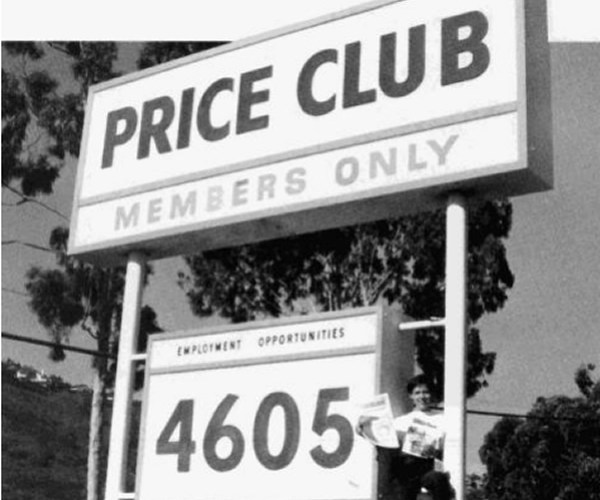 PRICE CLUB
MEMBERS ONLY
EMPLOYMENT OPPORTUNITIES
4605